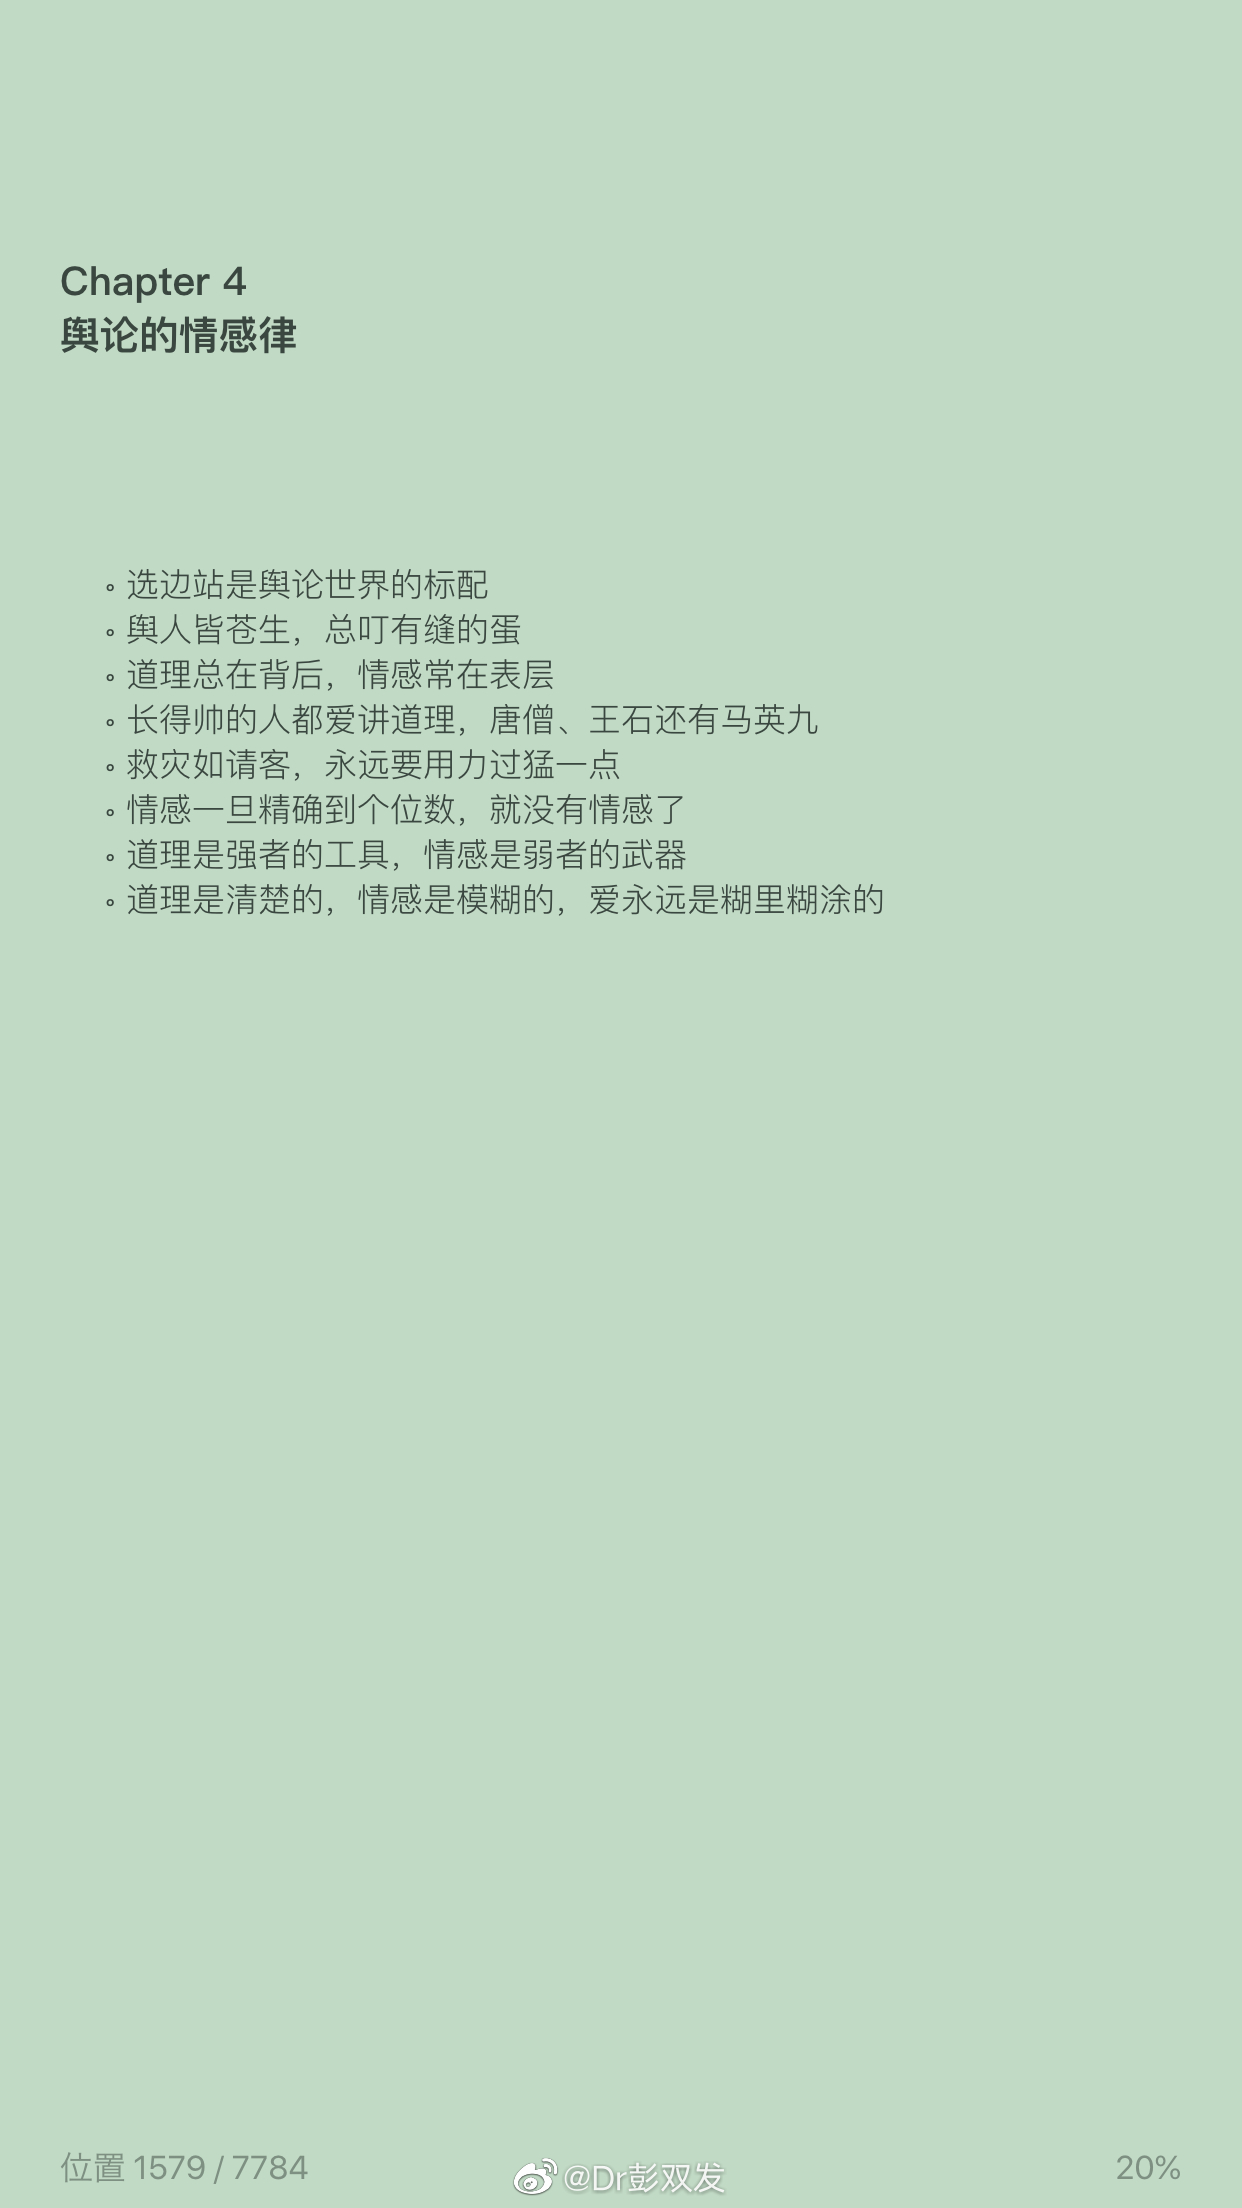 Chapter 4
舆论的情感律
◦ 选边站是舆论世界的标配
◦ 舆人皆苍生，总叮有缝的蛋
◦ 道理总在背后，情感常在表层
◦ 长得帅的人都爱讲道理，唐僧、王石还有马英九
◦ 救灾如请客，永远要用力过猛一点
◦ 情感一旦精确到个位数，就没有情感了
◦ 道理是强者的工具，情感是弱者的武器
◦ 道理是清楚的，情感是模糊的，爱永远是糊里糊涂的
位置 1579 / 7784
@Dr彭双发
20%